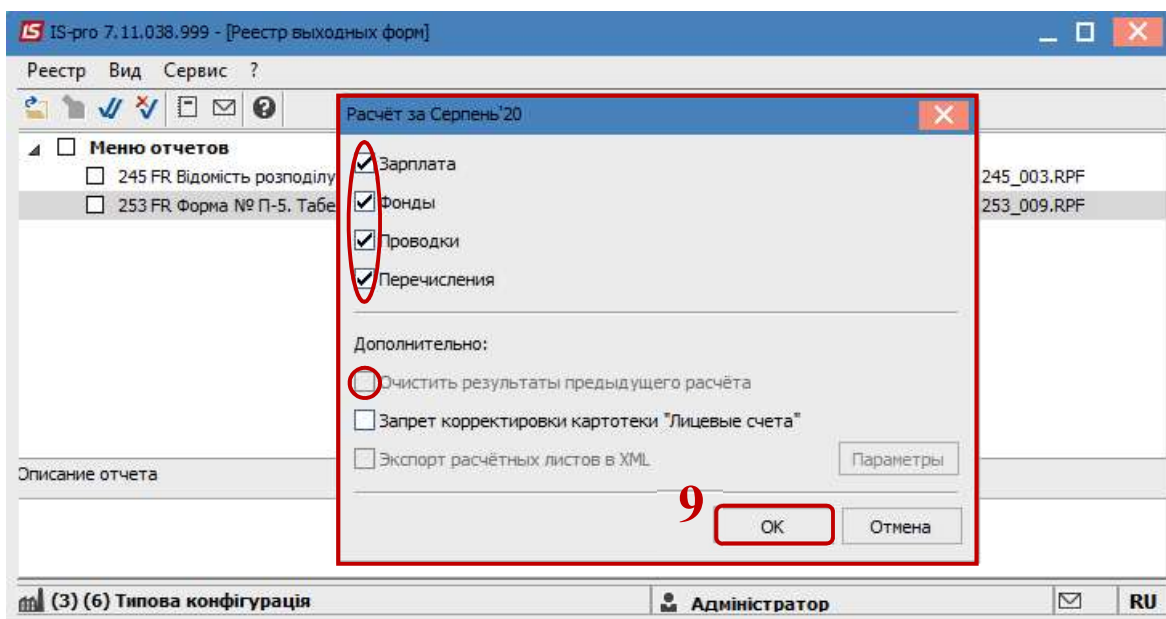 IS IS-pro 7.11.038.999 - [Реестр выходных форм]
Реестр Вид Сервис ?
Расчёт за Серпень'20
Меню отчетов
245 FR Відомість розподілу 245_003.RPF
253 FR Форма № П-5. Табе 253_009.RPF
Зарплата
Фонды
Проводки
Перечисления
Дополнительно:
Очистить результаты предыдущего расчёта
Запрет корректировки картотеки "Лицевые счета"
Экспорт расчётных листов в XML Параметры
Описание отчета
9 OK Отмена
(3) (6) Типова конфігурація Адміністратор RU